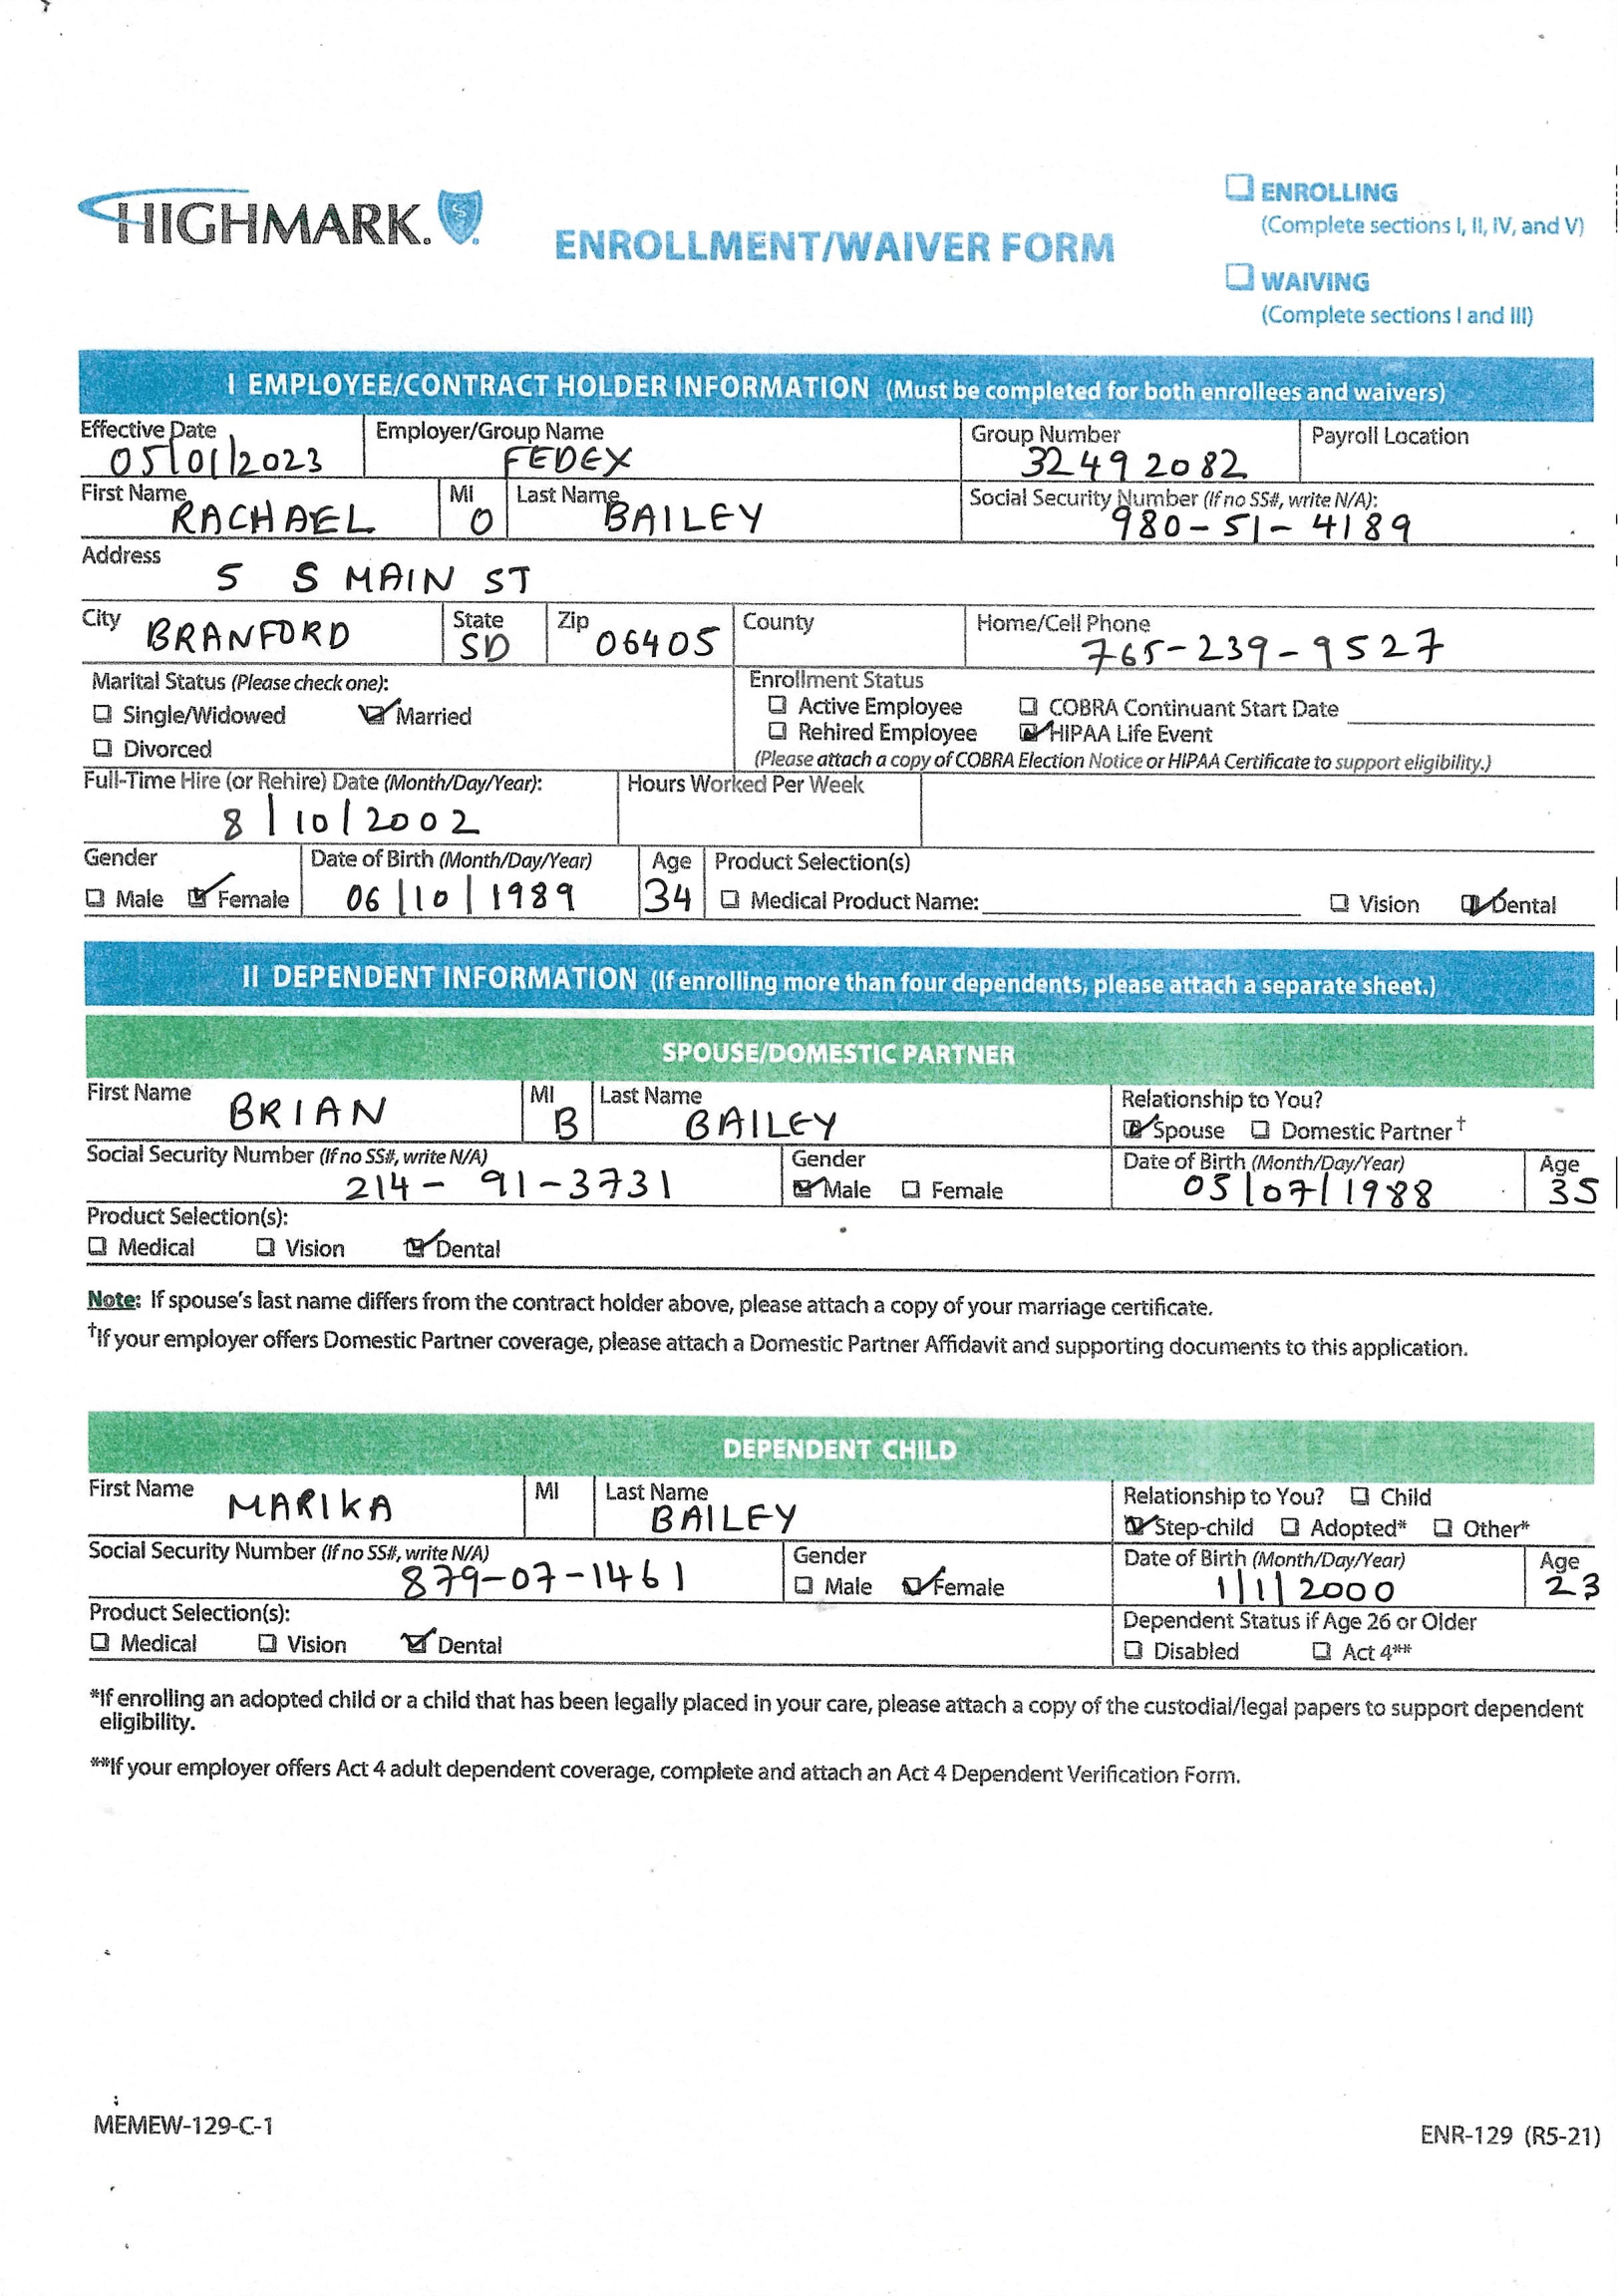 HIGHMARK.
ENROLLMENT/WAIVER FORM
ENROLLING
(Complete sections I, II, IV, and V)
WAIVING
(Complete sections I and III)
I EMPLOYEE/CONTRACT HOLDER INFORMATION (Must be completed for both enrollees and waivers)
Effective Date Employer/Group Name Group Number Payroll Location
05/01/2023 FEDEX 32492082
First Name MI Last Name Social Security Number (If no SS#, write N/A):
RACHAEL O BAILEY 980-51-4189
Address
5 S MAIN ST
City State Zip County Home/Cell Phone
BRANFORD SD 06405 765-239-9527
Marital Status (Please check one): Enrollment Status
Single/Widowed Married Active Employee COBRA Continuant Start Date
Divorced Rehired Employee HIPAA Life Event
(Please attach a copy of COBRA Election Notice or HIPAA Certificate to support eligibility.)
Full-Time Hire (or Rehire) Date (Month/Day/Year): Hours Worked Per Week
8/10/2002
Gender Date of Birth (Month/Day/Year) Age Product Selection(s)
Male Female 06/10/1989 34 Medical Product Name: Vision Dental
II DEPENDENT INFORMATION (If enrolling more than four dependents, please attach a separate sheet.)
SPOUSE/DOMESTIC PARTNER
First Name MI Last Name Relationship to You?
BRIAN B BAILEY Spouse Domestic Partner†
Social Security Number (If no SS#, write N/A) Gender Date of Birth (Month/Day/Year) Age
214-91-3731 Male Female 05/07/1988 35
Product Selection(s):
Medical Vision Dental
Note: If spouse's last name differs from the contract holder above, please attach a copy of your marriage certificate.
†If your employer offers Domestic Partner coverage, please attach a Domestic Partner Affidavit and supporting documents to this application.
DEPENDENT CHILD
First Name MI Last Name Relationship to You? Child
MARIKA BAILEY Step-child Adopted* Other*
Social Security Number (If no SS#, write N/A) Gender Date of Birth (Month/Day/Year) Age
879-07-1461 Male Female 1/1/2000 23
Product Selection(s): Dependent Status if Age 26 or Older
Medical Vision Dental Disabled Act 4**
*If enrolling an adopted child or a child that has been legally placed in your care, please attach a copy of the custodial/legal papers to support dependent
eligibility.
**If your employer offers Act 4 adult dependent coverage, complete and attach an Act 4 Dependent Verification Form.
MEMEW-129-C-1 ENR-129 (R5-21)